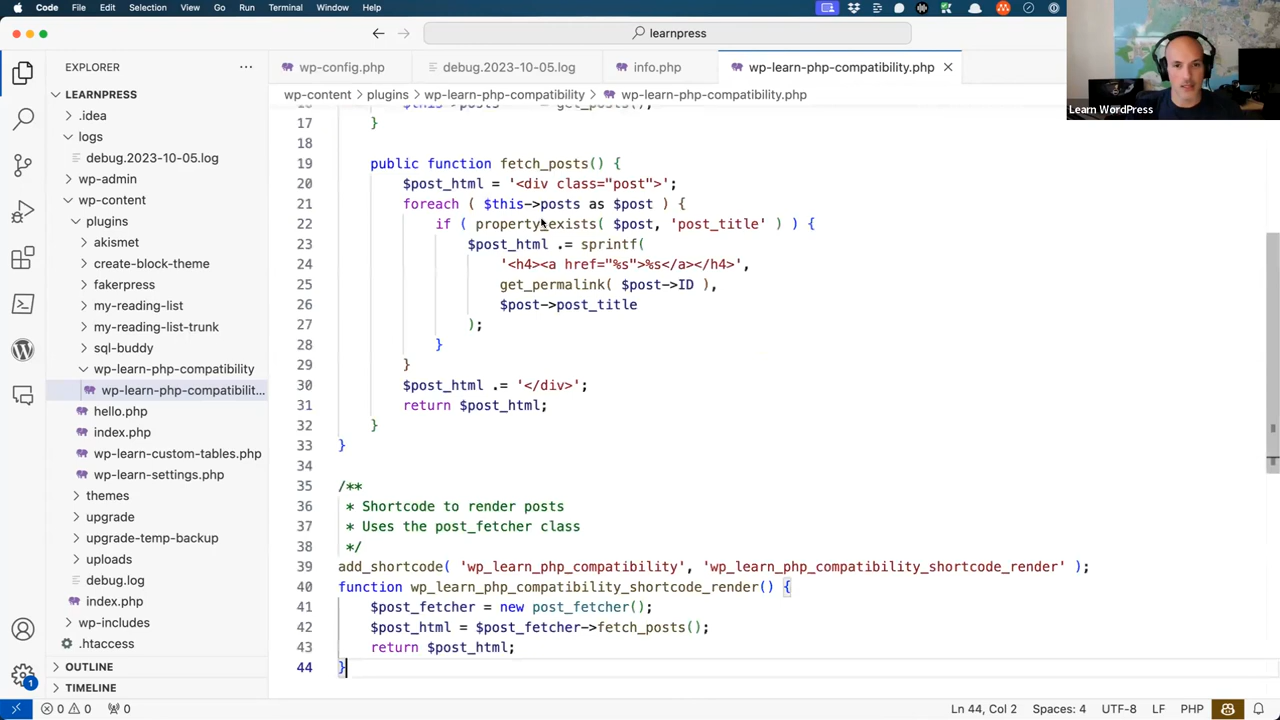 Code File Edit Selection View Go Run Terminal Window Help
learnpress
EXPLORER
wp-config.php
debug.2023-10-05.log
info.php
wp-learn-php-compatibility.php
Learn WordPress
wp-content > plugins > wp-learn-php-compatibility > wp-learn-php-compatibility.php
LEARNPRESS
.idea
logs
debug.2023-10-05.log
wp-admin
wp-content
plugins
akismet
create-block-theme
fakerpress
my-reading-list
my-reading-list-trunk
sql-buddy
wp-learn-php-compatibility
wp-learn-php-compatibilit...
hello.php
index.php
wp-learn-custom-tables.php
wp-learn-settings.php
themes
upgrade
upgrade-temp-backup
uploads
debug.log
index.php
wp-includes
.htaccess
OUTLINE
TIMELINE
16 $this->posts = get_posts();
17 }
18
19 public function fetch_posts() {
20 $post_html = '<div class="post">';
21 foreach ( $this->posts as $post ) {
22 if ( property_exists( $post, 'post_title' ) ) {
23 $post_html .= sprintf(
24 '<h4><a href="%s">%s</a></h4>',
25 get_permalink( $post->ID ),
26 $post->post_title
27 );
28 }
29 }
30 $post_html .= '</div>';
31 return $post_html;
32 }
33 }
34
35 /**
36 * Shortcode to render posts
37 * Uses the post_fetcher class
38 */
39 add_shortcode( 'wp_learn_php_compatibility', 'wp_learn_php_compatibility_shortcode_render' );
40 function wp_learn_php_compatibility_shortcode_render() {
41 $post_fetcher = new post_fetcher();
42 $post_html = $post_fetcher->fetch_posts();
43 return $post_html;
44 }
1
0 0 0
Ln 44, Col 2 Spaces: 4 UTF-8 LF PHP